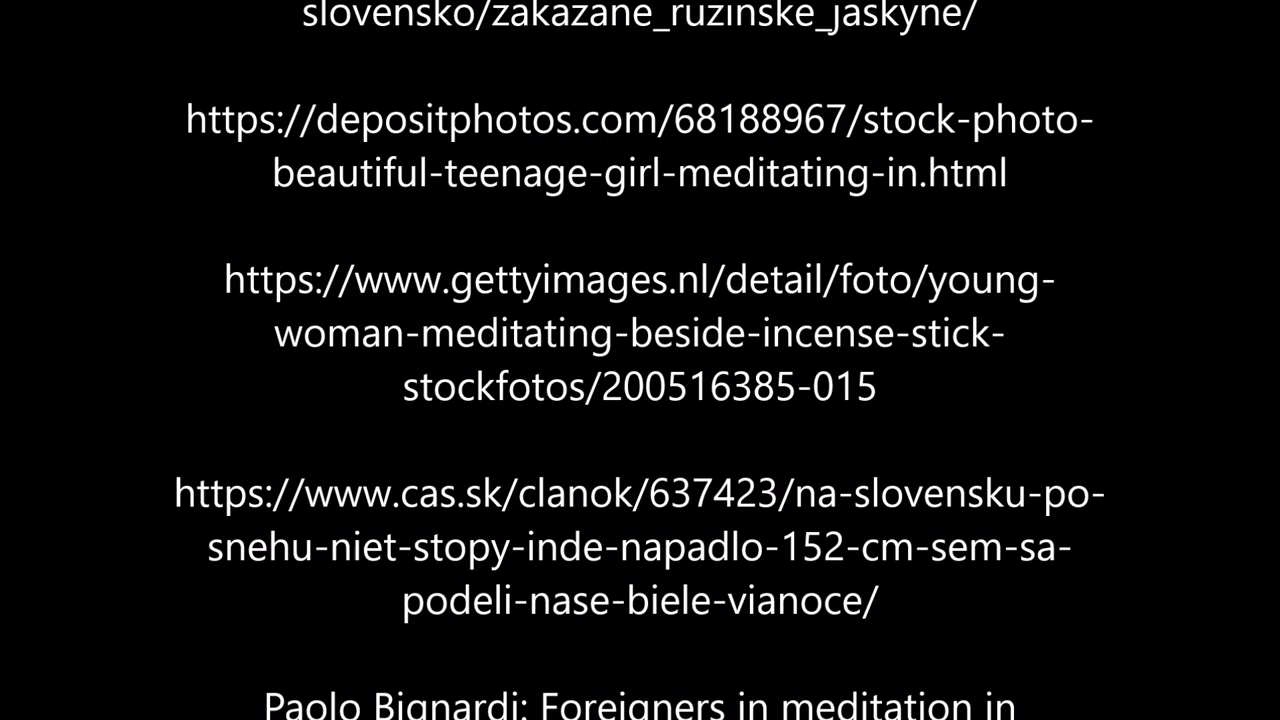 slovensko/zakazane_ruzinske_jaskyne/
https://depositphotos.com/68188967/stock-photo-
beautiful-teenage-girl-meditating-in.html
https://www.gettyimages.nl/detail/foto/young-
woman-meditating-beside-incense-stick-
stockfotos/200516385-015
https://www.cas.sk/clanok/637423/na-slovensku-po-
snehu-niet-stopy-inde-napadlo-152-cm-sem-sa-
podeli-nase-biele-vianoce/
Paolo Bignardi: Foreigners in meditation in